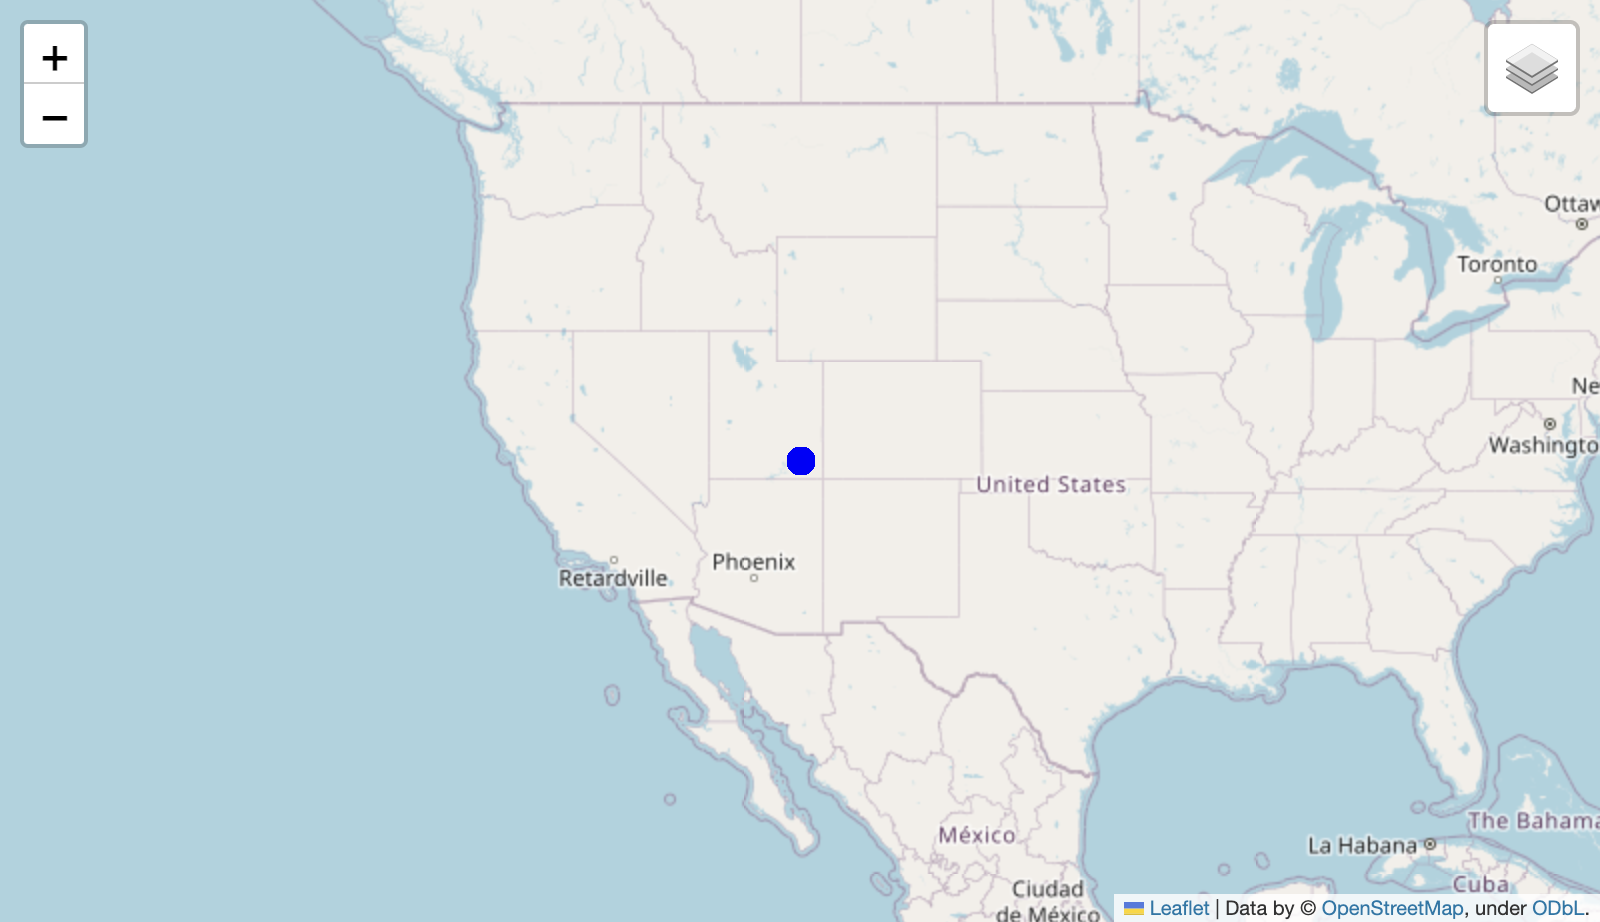 +
−
Ottaw
Toronto
Ne
Washingto
United States
Phoenix
Retardville
México
The Bahama
La Habana
Cuba
Ciudad
de México
Leaflet | Data by © OpenStreetMap, under ODbL.